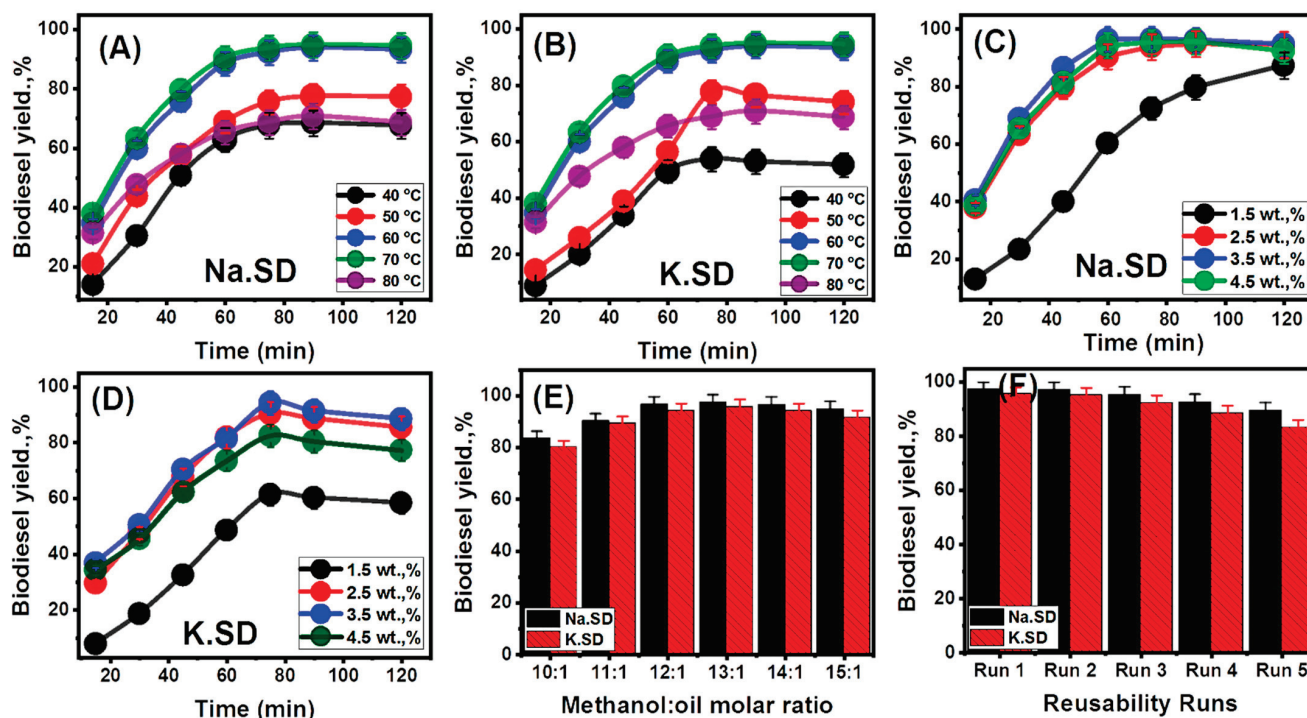 (A)
Biodiesel yield.,%
100
80
60
40
20
40 °C
50 °C
60 °C
70 °C
80 °C
Na.SD
20 40 60 80 100 120
Time (min)
(B)
Biodiesel yield.,%
100
80
60
40
20
40 °C
50 °C
60 °C
70 °C
80 °C
K.SD
20 40 60 80 100 120
Time (min)
(C)
Biodiesel yield.,%
100
80
60
40
20
1.5 wt.,%
2.5 wt.,%
3.5 wt.,%
4.5 wt.,%
Na.SD
20 40 60 80 100 120
Time (min)
(D)
Biodiesel yield.,%
100
80
60
40
20
1.5 wt.,%
2.5 wt.,%
3.5 wt.,%
4.5 wt.,%
K.SD
20 40 60 80 100 120
Time (min)
(E)
Biodiesel yield.,%
100
80
60
40
20
0
Na.SD
K.SD
10:1 11:1 12:1 13:1 14:1 15:1
Methanol:oil molar ratio
(F)
Biodiesel yield.,%
100
80
60
40
20
0
Na.SD
K.SD
Run 1 Run 2 Run 3 Run 4 Run 5
Reusability Runs